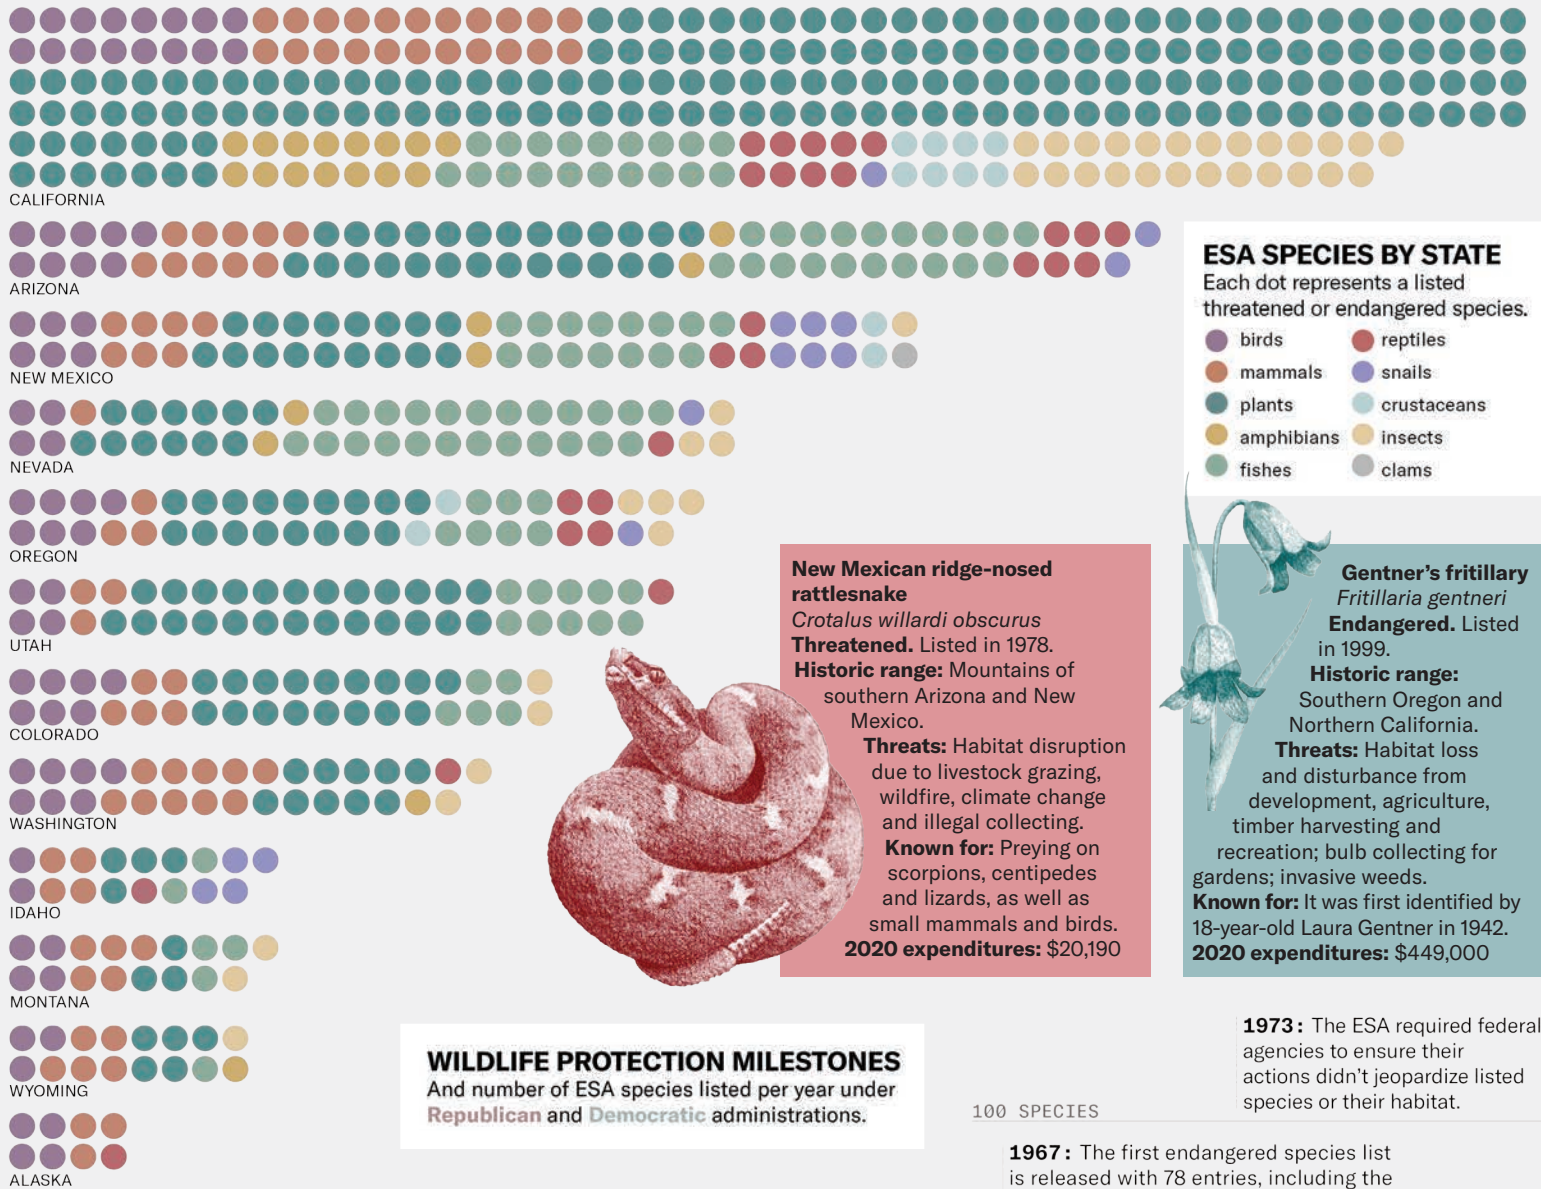 CALIFORNIA
ARIZONA
NEW MEXICO
NEVADA
OREGON
UTAH
COLORADO
WASHINGTON
IDAHO
MONTANA
WYOMING
ALASKA
ESA SPECIES BY STATE
Each dot represents a listed
threatened or endangered species.
birds
mammals
plants
amphibians
fishes
reptiles
snails
crustaceans
insects
clams
New Mexican ridge-nosed
rattlesnake
Crotalus willardi obscurus
Threatened. Listed in 1978.
Historic range: Mountains of
southern Arizona and New
Mexico.
Threats: Habitat disruption
due to livestock grazing,
wildfire, climate change
and illegal collecting.
Known for: Preying on
scorpions, centipedes
and lizards, as well as
small mammals and birds.
2020 expenditures: $20,190
Gentner’s fritillary
Fritillaria gentneri
Endangered. Listed
in 1999.
Historic range:
Southern Oregon and
Northern California.
Threats: Habitat loss
and disturbance from
development, agriculture,
timber harvesting and
recreation; bulb collecting for
gardens; invasive weeds.
Known for: It was first identified by
18-year-old Laura Gentner in 1942.
2020 expenditures: $449,000
WILDLIFE PROTECTION MILESTONES
And number of ESA species listed per year under
Republican and Democratic administrations.
1973: The ESA required federal
agencies to ensure their
actions didn’t jeopardize listed
species or their habitat.
100 SPECIES
1967: The first endangered species list
is released with 78 entries, including the